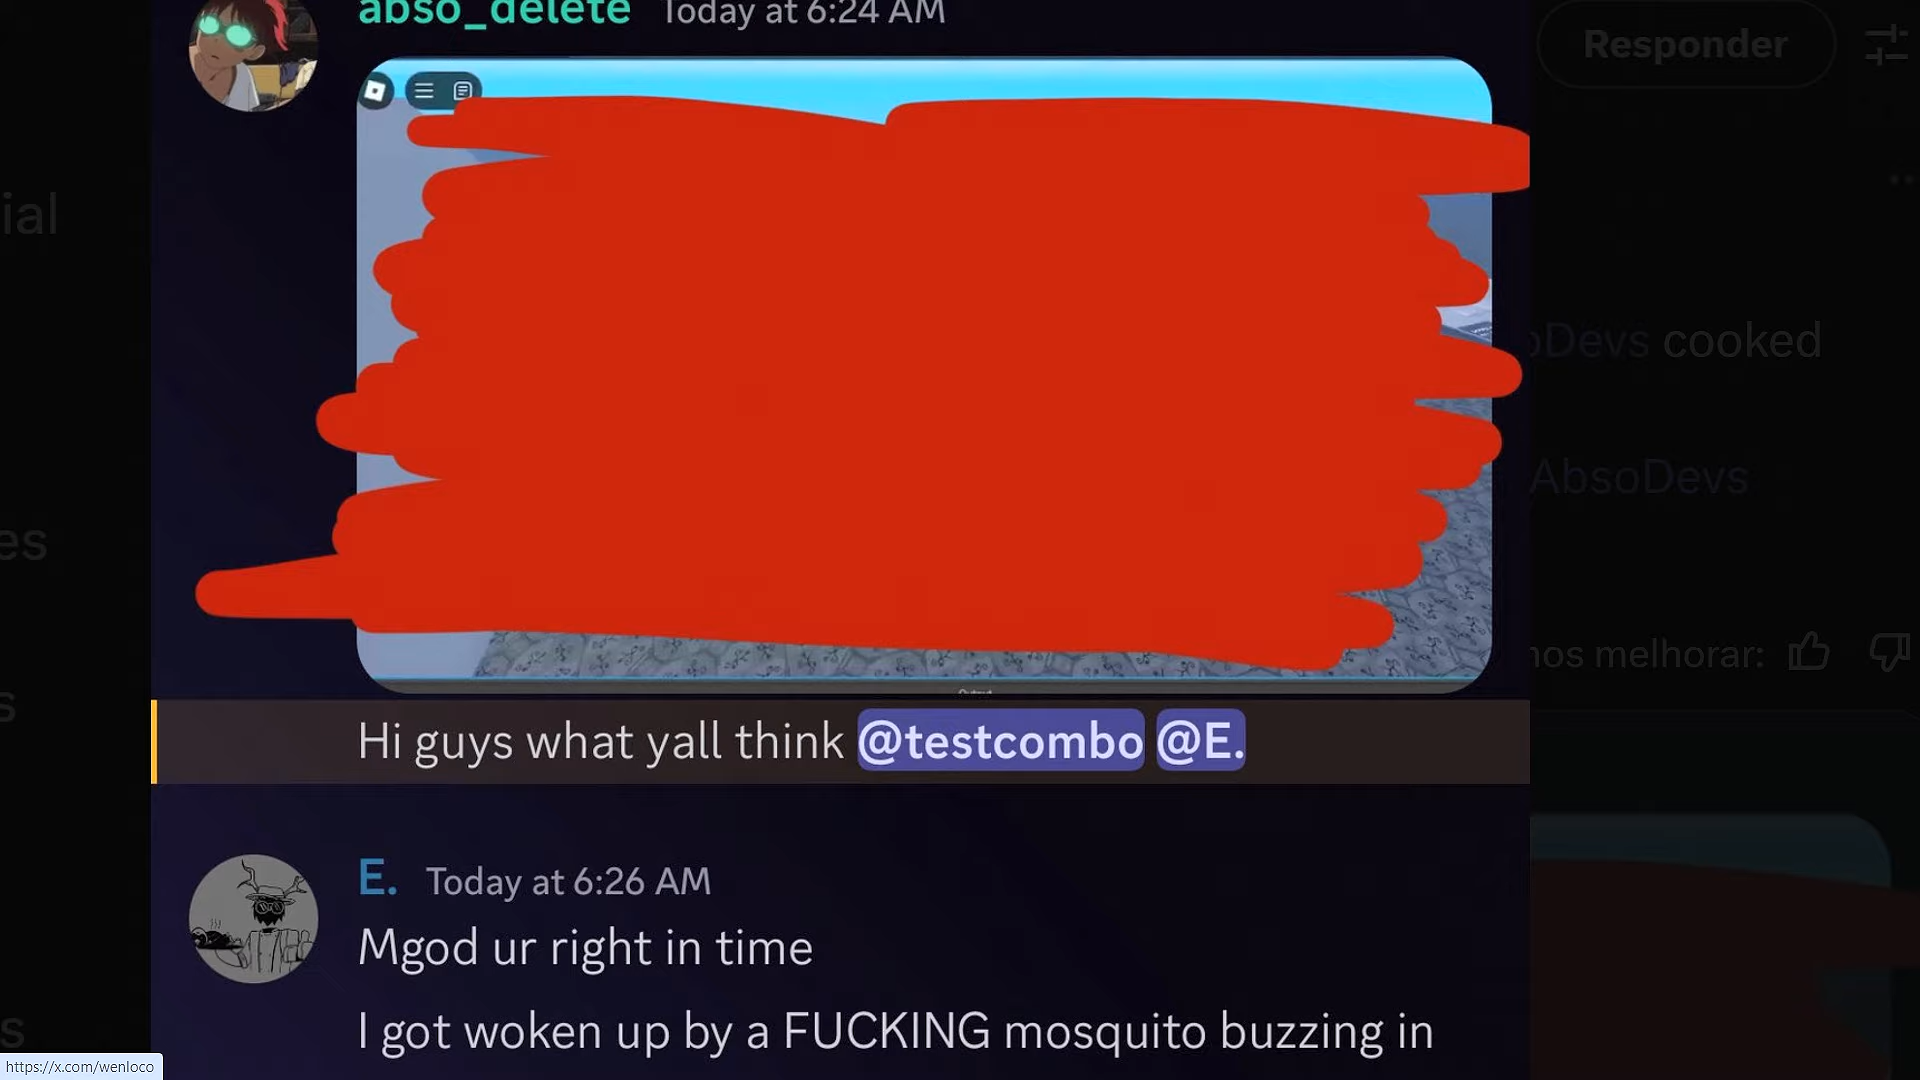 abso_delete Today at 6:24 AM
Responder
ial
oDevs cooked
AbsoDevs
es
nos melhorar:
s
Hi guys what yall think @testcombo @E.
E. Today at 6:26 AM
Mgod ur right in time
I got woken up by a FUCKING mosquito buzzing in
s
https://x.com/wenloco